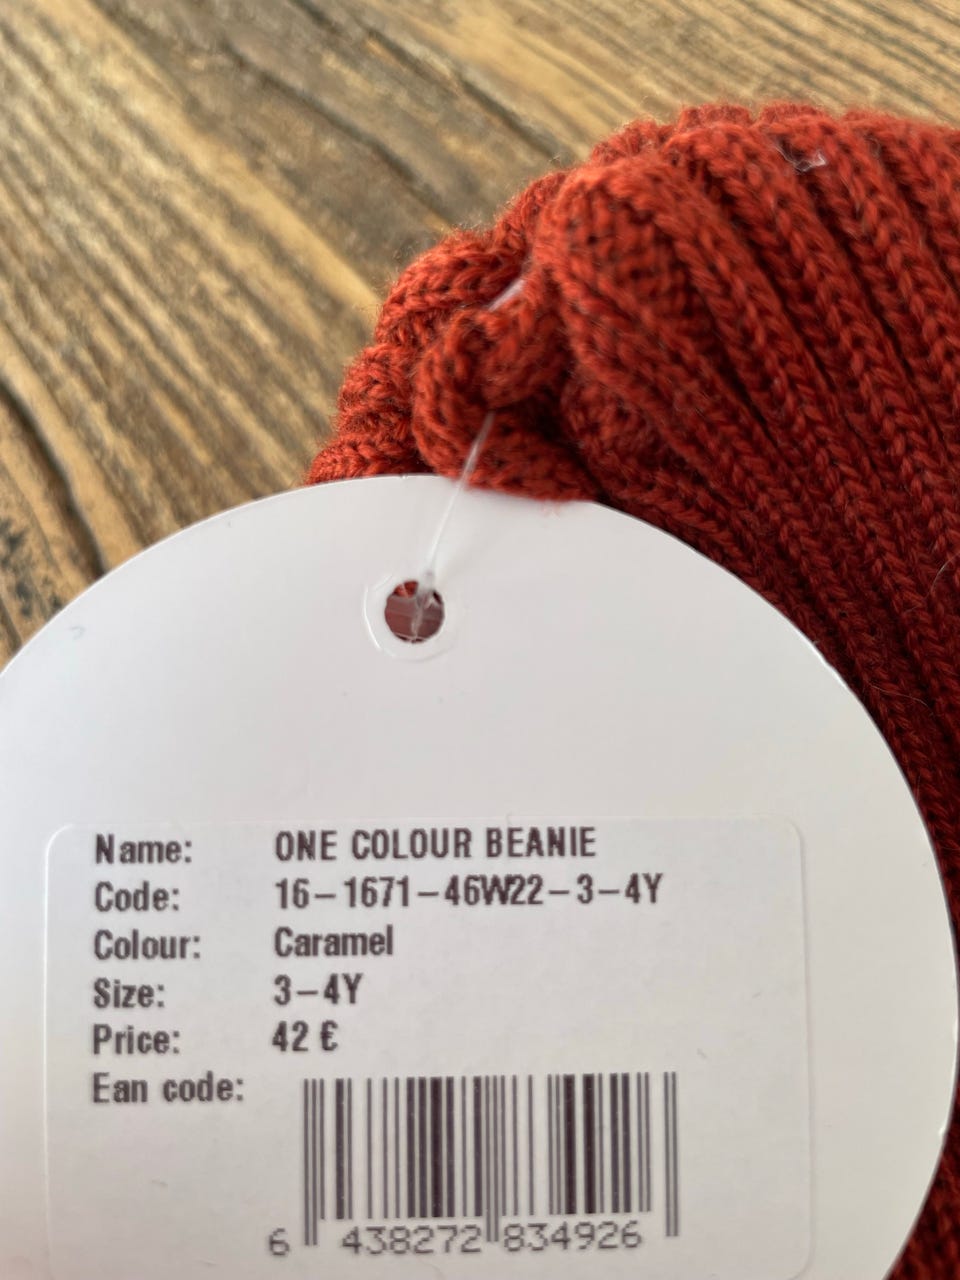 Name: ONE COLOUR BEANIE
Code: 16-1671-46W22-3-4Y
Colour: Caramel
Size: 3-4Y
Price: 42 €
Ean code:
6 438272 834926